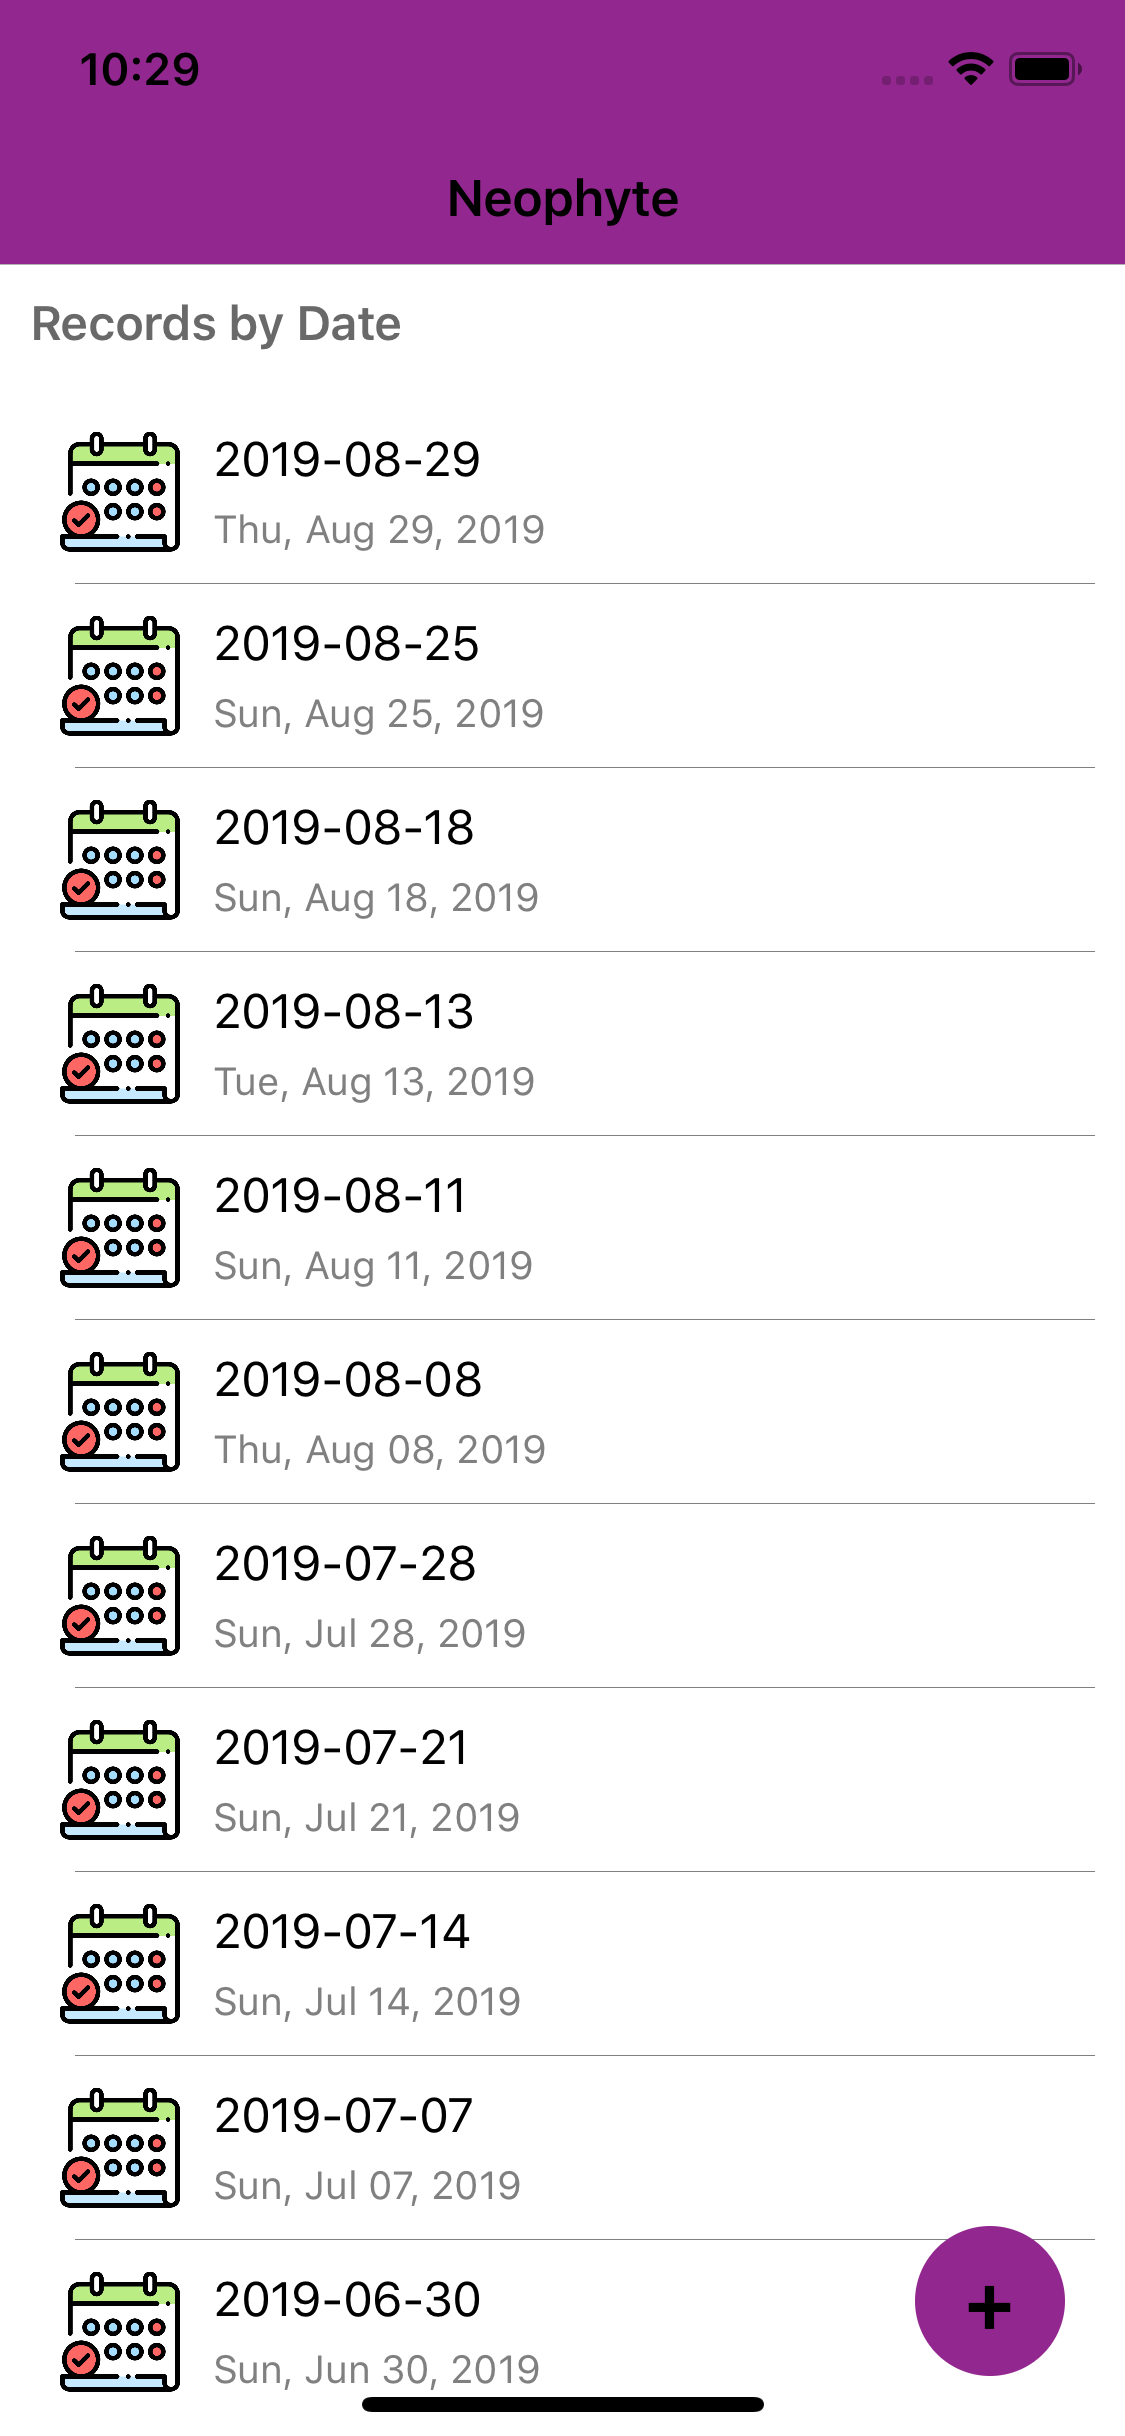 10:29
Neophyte
Records by Date
2019-08-29
Thu, Aug 29, 2019
2019-08-25
Sun, Aug 25, 2019
2019-08-18
Sun, Aug 18, 2019
2019-08-13
Tue, Aug 13, 2019
2019-08-11
Sun, Aug 11, 2019
2019-08-08
Thu, Aug 08, 2019
2019-07-28
Sun, Jul 28, 2019
2019-07-21
Sun, Jul 21, 2019
2019-07-14
Sun, Jul 14, 2019
2019-07-07
Sun, Jul 07, 2019
2019-06-30
Sun, Jun 30, 2019
+